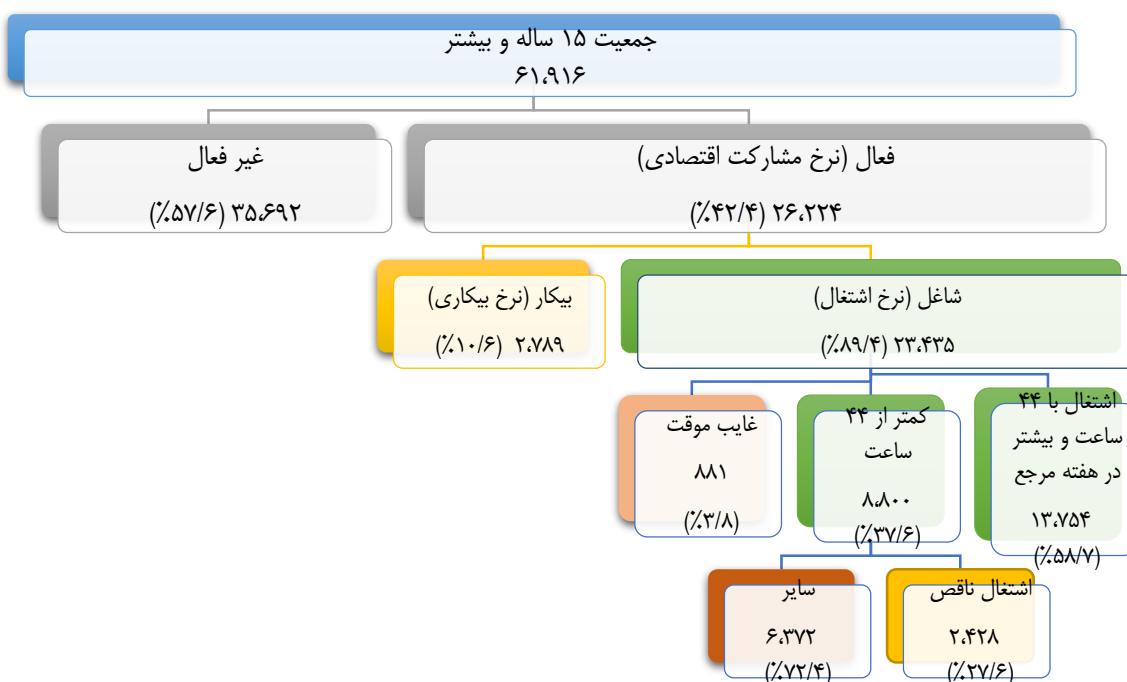 جمعیت ۱۵ ساله و بیشتر
۶۱،۹۱۶
فعال (نرخ مشارکت اقتصادی)
۲۶،۲۲۴ (۴۲/۴٪)
غیر فعال
۳۵،۶۹۲ (۵۷/۶٪)
شاغل (نرخ اشتغال)
۲۳،۴۳۵ (۸۹/۴٪)
بیکار (نرخ بیکاری)
۲،۷۸۹ (۱۰/۶٪)
اشتغال با ۴۴
ساعت و بیشتر
در هفته مرجع
۱۳،۷۵۴
(۵۸/۷٪)
کمتر از ۴۴
ساعت
۸،۸۰۰
(۳۷/۶٪)
غایب موقت
۸۸۱
(۳/۸٪)
اشتغال ناقص
۲،۴۲۸
(۲۷/۶٪)
سایر
۶،۳۷۲
(۷۲/۴٪)